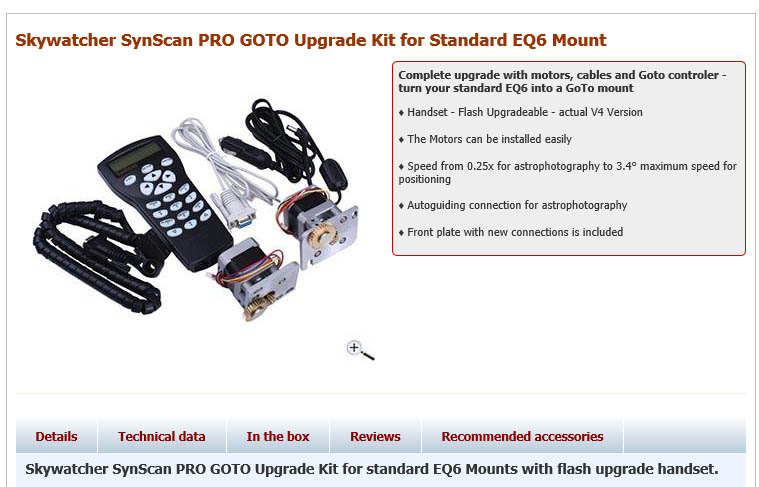 Skywatcher SynScan PRO GOTO Upgrade Kit for Standard EQ6 Mount
Complete upgrade with motors, cables and Goto controler -
turn your standard EQ6 into a GoTo mount
♦ Handset - Flash Upgradeable - actual V4 Version
♦ The Motors can be installed easily
♦ Speed from 0.25x for astrophotography to 3.4° maximum speed for
positioning
♦ Autoguiding connection for astrophotography
♦ Front plate with new connections is included
Details
Technical data
In the box
Reviews
Recommended accessories
Skywatcher SynScan PRO GOTO Upgrade Kit for standard EQ6 Mounts with flash upgrade handset.